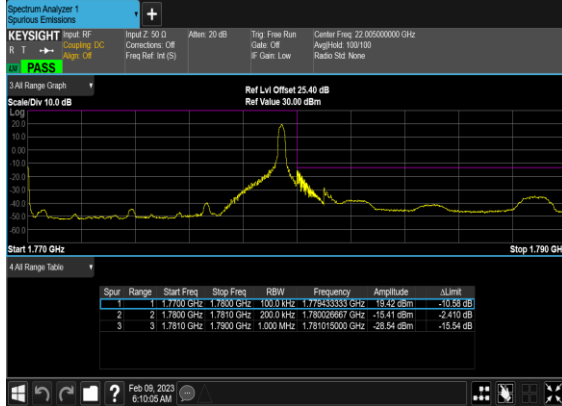 Spectrum Analyzer 1
Spurious Emissions
+
KEYSIGHT Input: RF Input Z: 50 Ω Atten: 20 dB Trig: Free Run Center Freq: 22.005000000 GHz
R T Coupling: DC Corrections: Off Gate: Off Avg|Hold: 100/100
Align: Off Freq Ref: Int (S) IF Gain: Low Radio Std: None
PASS
3 All Range Graph
Ref Lvl Offset 25.40 dB
Scale/Div 10.0 dB Ref Value 30.00 dBm
Log
20.0
10.0
0.00
-10.0
-20.0
-30.0
-40.0
-50.0
-60.0
Start 1.770 GHz Stop 1.790 GH
4 All Range Table
Spur Range Start Freq Stop Freq RBW Frequency Amplitude ΔLimit
1 1 1.7700 GHz 1.7800 GHz 100.0 kHz 1.779433333 GHz 19.42 dBm -10.58 dB
2 2 1.7800 GHz 1.7810 GHz 200.0 kHz 1.780026667 GHz -15.41 dBm -2.410 dB
3 3 1.7810 GHz 1.7900 GHz 1.000 MHz 1.781015000 GHz -28.54 dBm -15.54 dB
? Feb 09, 2023
6:10:05 AM